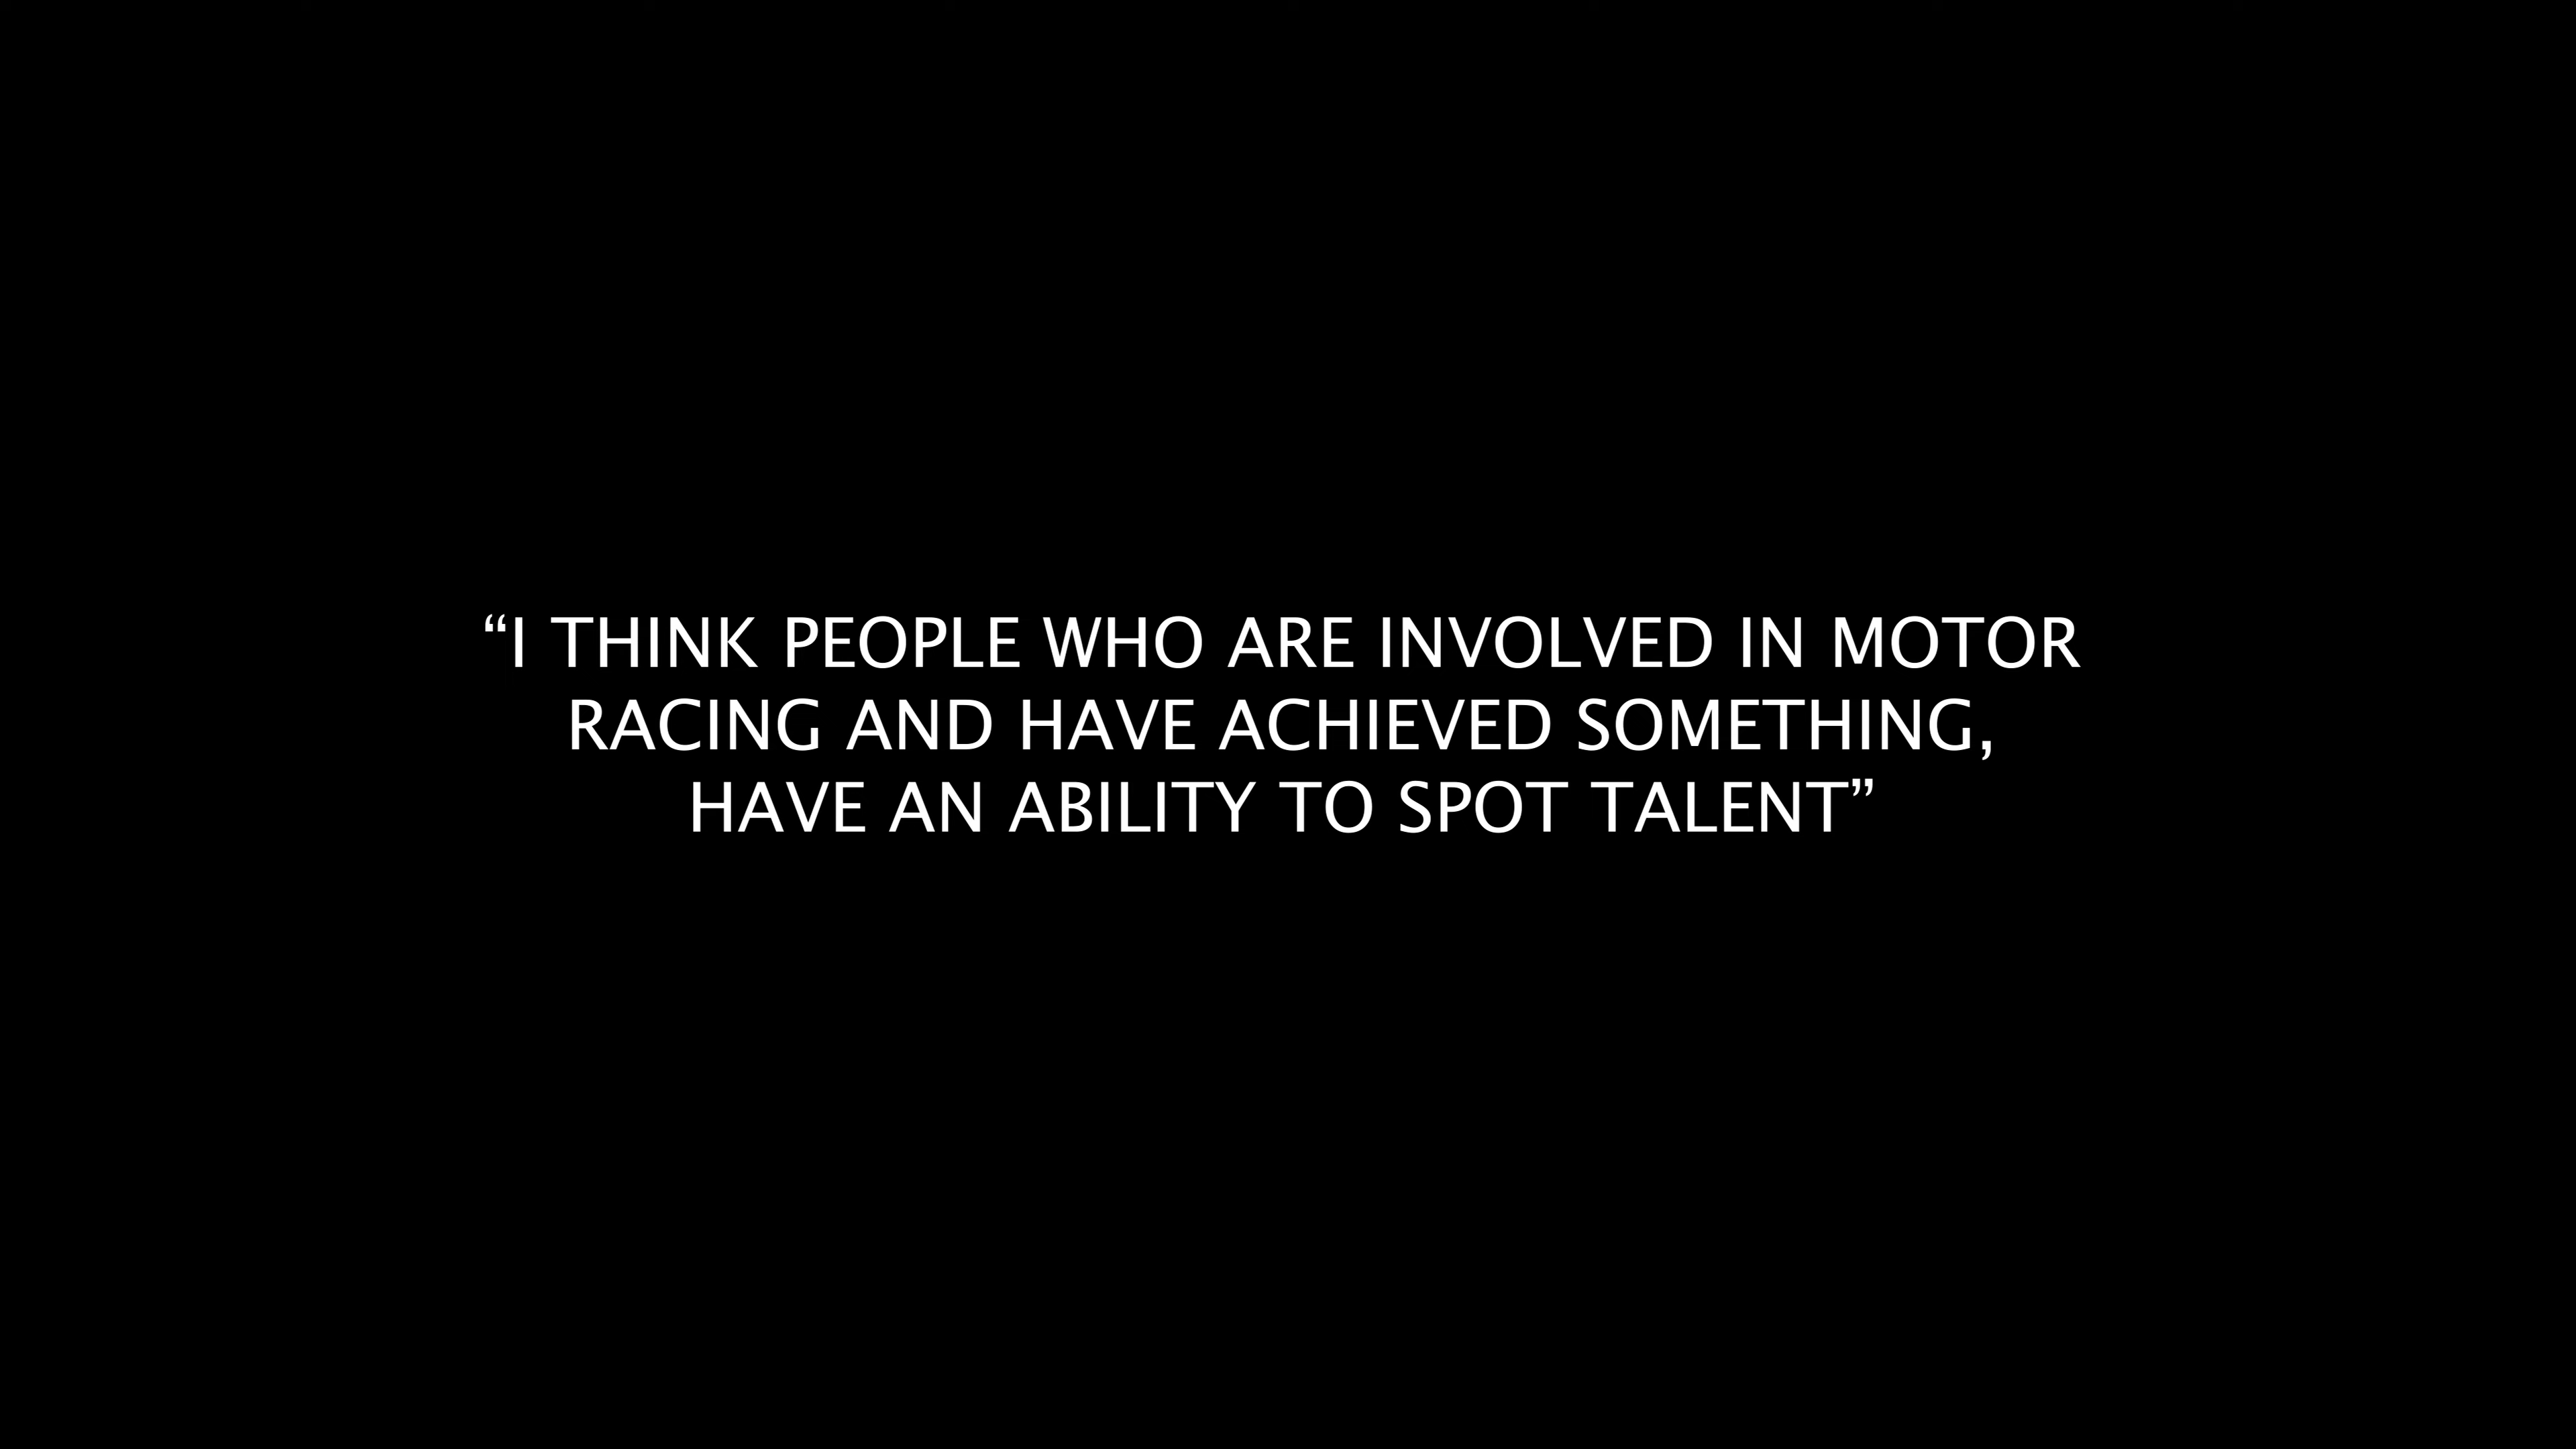 “I THINK PEOPLE WHO ARE INVOLVED IN MOTOR
RACING AND HAVE ACHIEVED SOMETHING,
HAVE AN ABILITY TO SPOT TALENT”